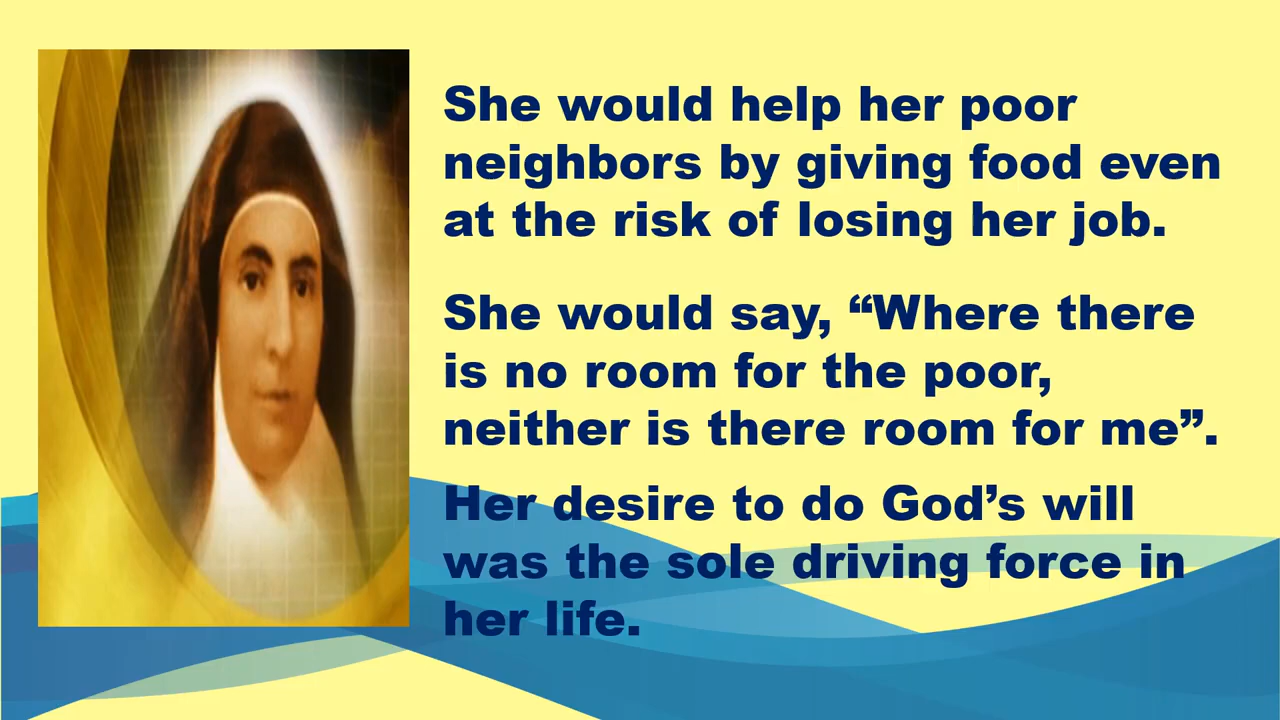 She would help her poor
neighbors by giving food even
at the risk of losing her job.
She would say, “Where there
is no room for the poor,
neither is there room for me”.
Her desire to do God’s will
was the sole driving force in
her life.